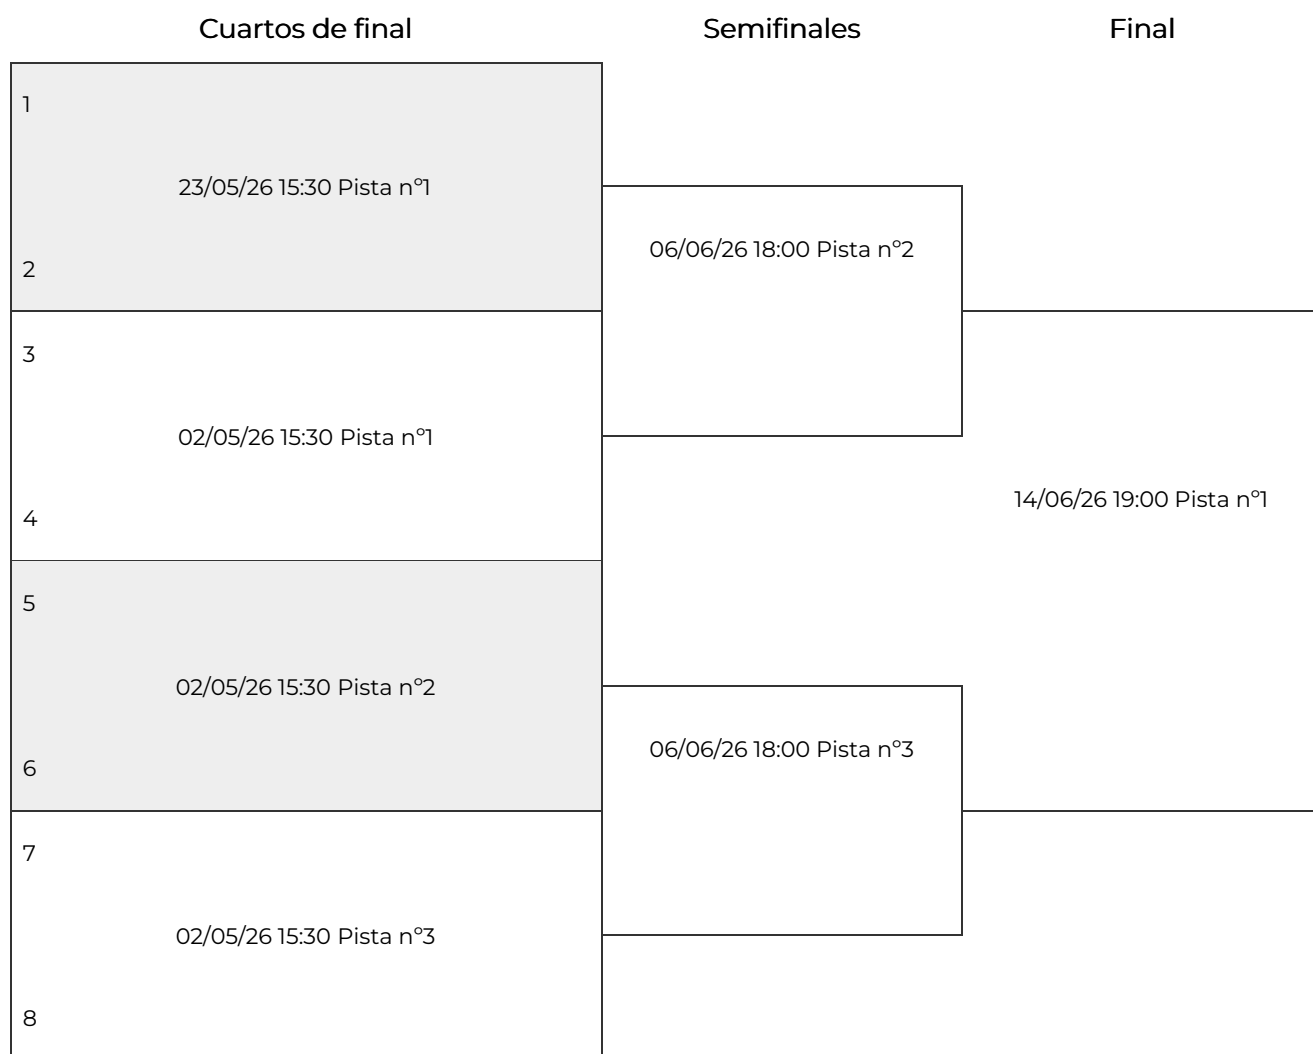 Cuartos de final
Semifinales
Final
1
23/05/26 15:30 Pista nº1
2
06/06/26 18:00 Pista nº2
3
02/05/26 15:30 Pista nº1
4
14/06/26 19:00 Pista nº1
5
02/05/26 15:30 Pista nº2
6
06/06/26 18:00 Pista nº3
7
02/05/26 15:30 Pista nº3
8